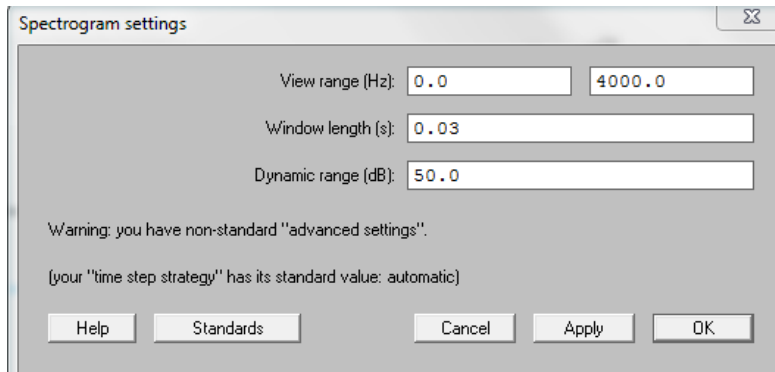 Spectrogram settings
View range (Hz): 0.0 4000.0
Window length (s): 0.03
Dynamic range (dB): 50.0
Warning: you have non-standard "advanced settings".
(your "time step strategy" has its standard value: automatic)
Help Standards Cancel Apply OK